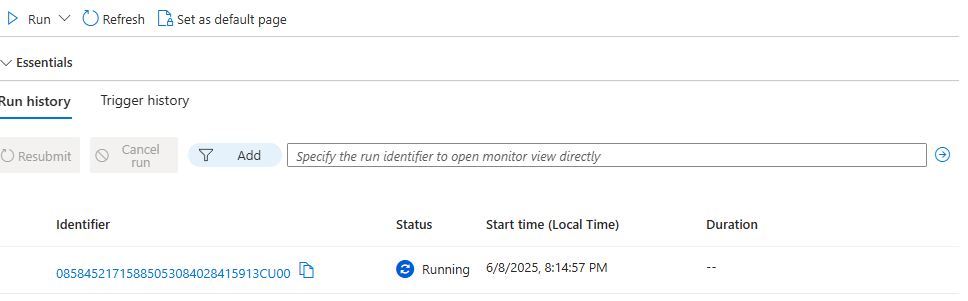 Run Refresh Set as default page
Essentials
Run history Trigger history
Resubmit Cancel run Add Specify the run identifier to open monitor view directly
Identifier Status Start time (Local Time) Duration
08584521715885053084028415913CU00 Running 6/8/2025, 8:14:57 PM --